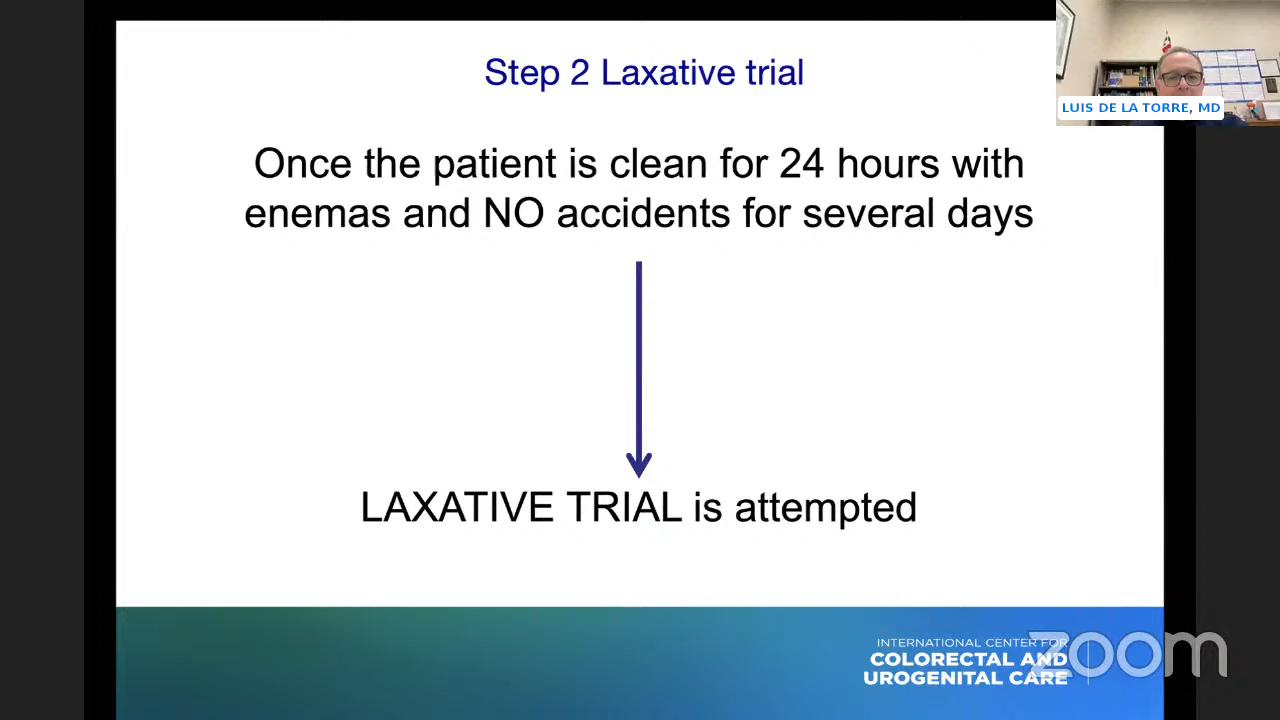 Step 2 Laxative trial
LUIS DE LA TORRE, MD
Once the patient is clean for 24 hours with
enemas and NO accidents for several days
LAXATIVE TRIAL is attempted
INTERNATIONAL CENTER FOR
COLORECTAL AND
UROGENITAL CARE
zoom